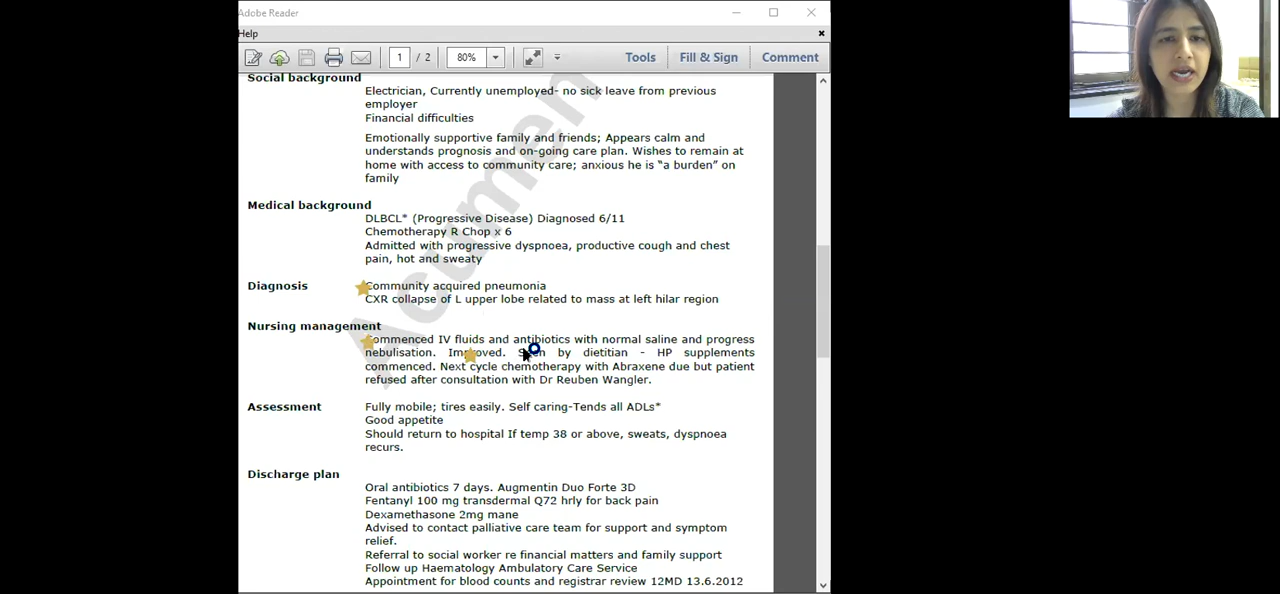 Adobe Reader
Help
1 / 2 80% Tools Fill & Sign Comment
Social background
Electrician, Currently unemployed- no sick leave from previous
employer
Financial difficulties
Emotionally supportive family and friends; Appears calm and
understands prognosis and on-going care plan. Wishes to remain at
home with access to community care; anxious he is "a burden" on
family
Medical background
DLBCL* (Progressive Disease) Diagnosed 6/11
Chemotherapy R Chop x 6
Admitted with progressive dyspnoea, productive cough and chest
pain, hot and sweaty
Diagnosis Community acquired pneumonia
CXR collapse of L upper lobe related to mass at left hilar region
Nursing management
Commenced IV fluids and antibiotics with normal saline and progress
nebulisation. Improved. Seen by dietitian - HP supplements
commenced. Next cycle chemotherapy with Abraxene due but patient
refused after consultation with Dr Reuben Wangler.
Assessment Fully mobile; tires easily. Self caring-Tends all ADLs*
Good appetite
Should return to hospital If temp 38 or above, sweats, dyspnoea
recurs.
Discharge plan
Oral antibiotics 7 days. Augmentin Duo Forte 3D
Fentanyl 100 mg transdermal Q72 hrly for back pain
Dexamethasone 2mg mane
Advised to contact palliative care team for support and symptom
relief.
Referral to social worker re financial matters and family support
Follow up Haematology Ambulatory Care Service
Appointment for blood counts and registrar review 12MD 13.6.2012
Acumen